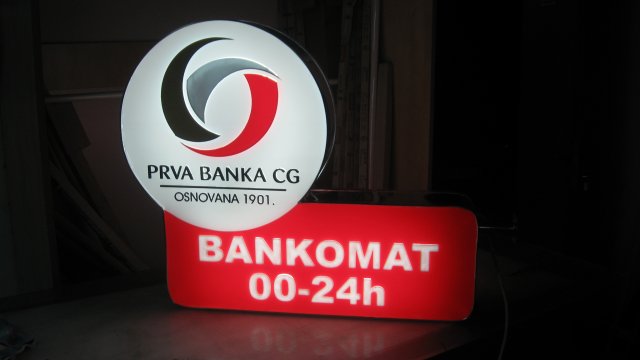 PRVA BANKA CG
OSNOVANA 1901.
BANKOMAT
00-24h